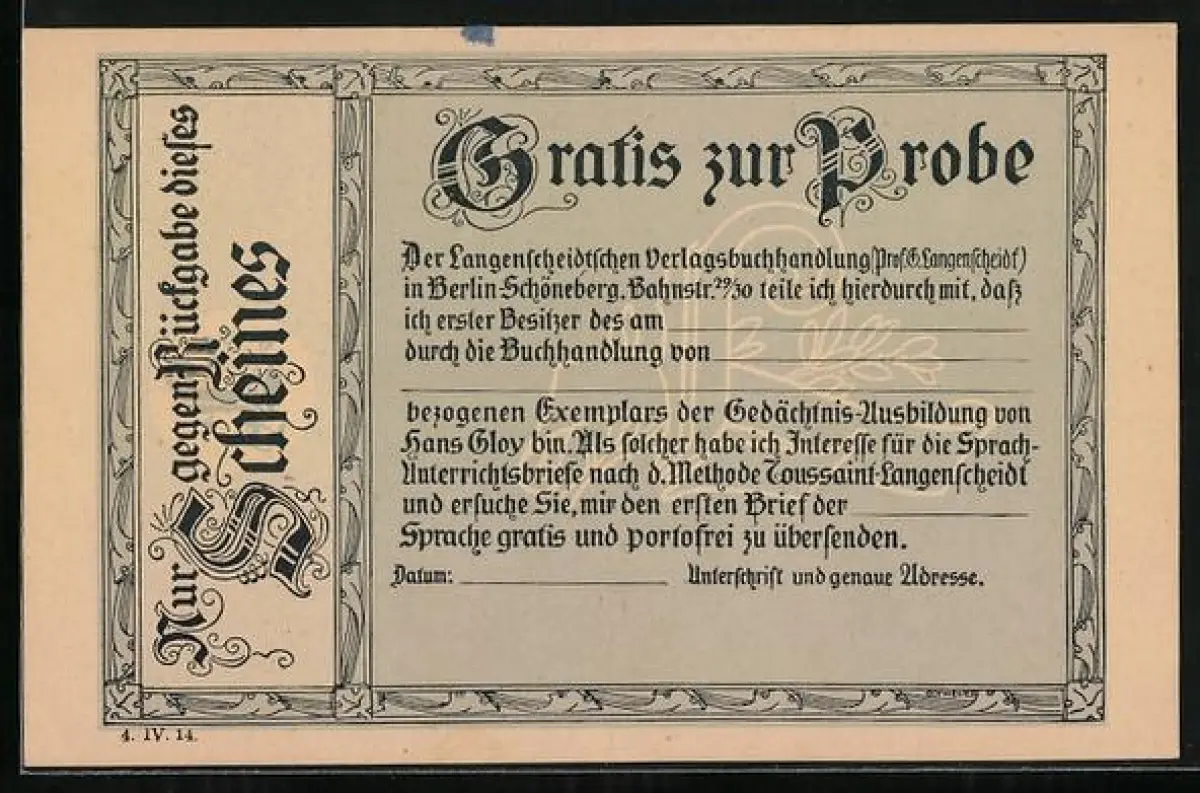 Nur gegen Rückgabe dieses
Scheines
Gratis zur Probe
Der Langenscheidtschen Verlagsbuchhandlung (Prof. G. Langenscheidt)
in Berlin-Schöneberg, Bahnstr. 29/30 teile ich hierdurch mit, daß
ich erster Besitzer des am
durch die Buchhandlung von
bezogenen Exemplars der Gedächtnis-Ausbildung von
Hans Gloy bin. Als solcher habe ich Interesse für die Sprach-
Unterrichtsbriefe nach d. Methode Toussaint-Langenscheidt
und ersuche Sie, mir den ersten Brief der
Sprache gratis und portofrei zu übersenden.
Datum: Unterschrift und genaue Adresse.
4. IV. 14.